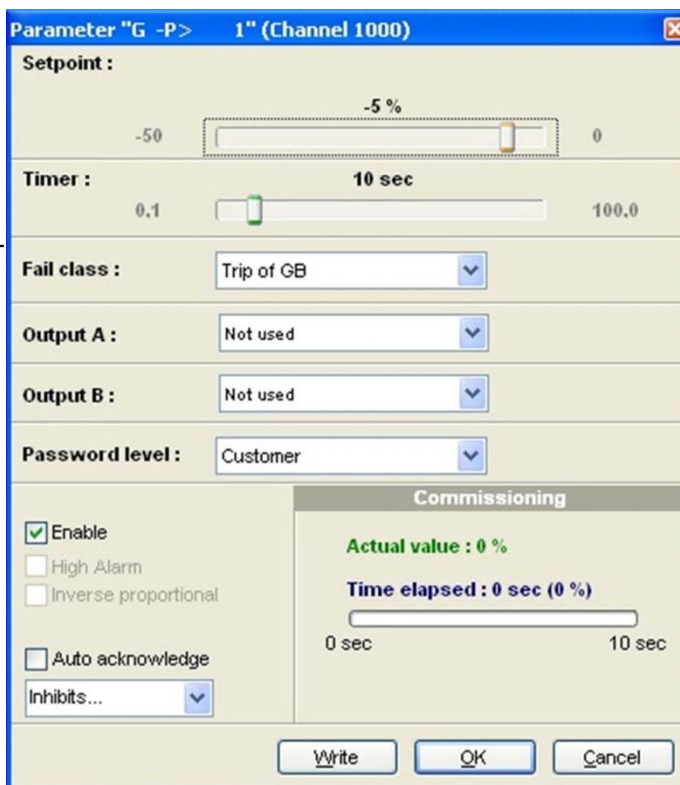 Parameter "G -P> 1" (Channel 1000)
Setpoint :
-5 %
-50 0
Timer : 10 sec
0,1 100,0
Fail class : Trip of GB
Output A : Not used
Output B : Not used
Password level : Customer
Commissioning
Enable
High Alarm
Inverse proportional
Auto acknowledge
Inhibits...
Actual value : 0 %
Time elapsed : 0 sec (0 %)
0 sec 10 sec
Write OK Cancel